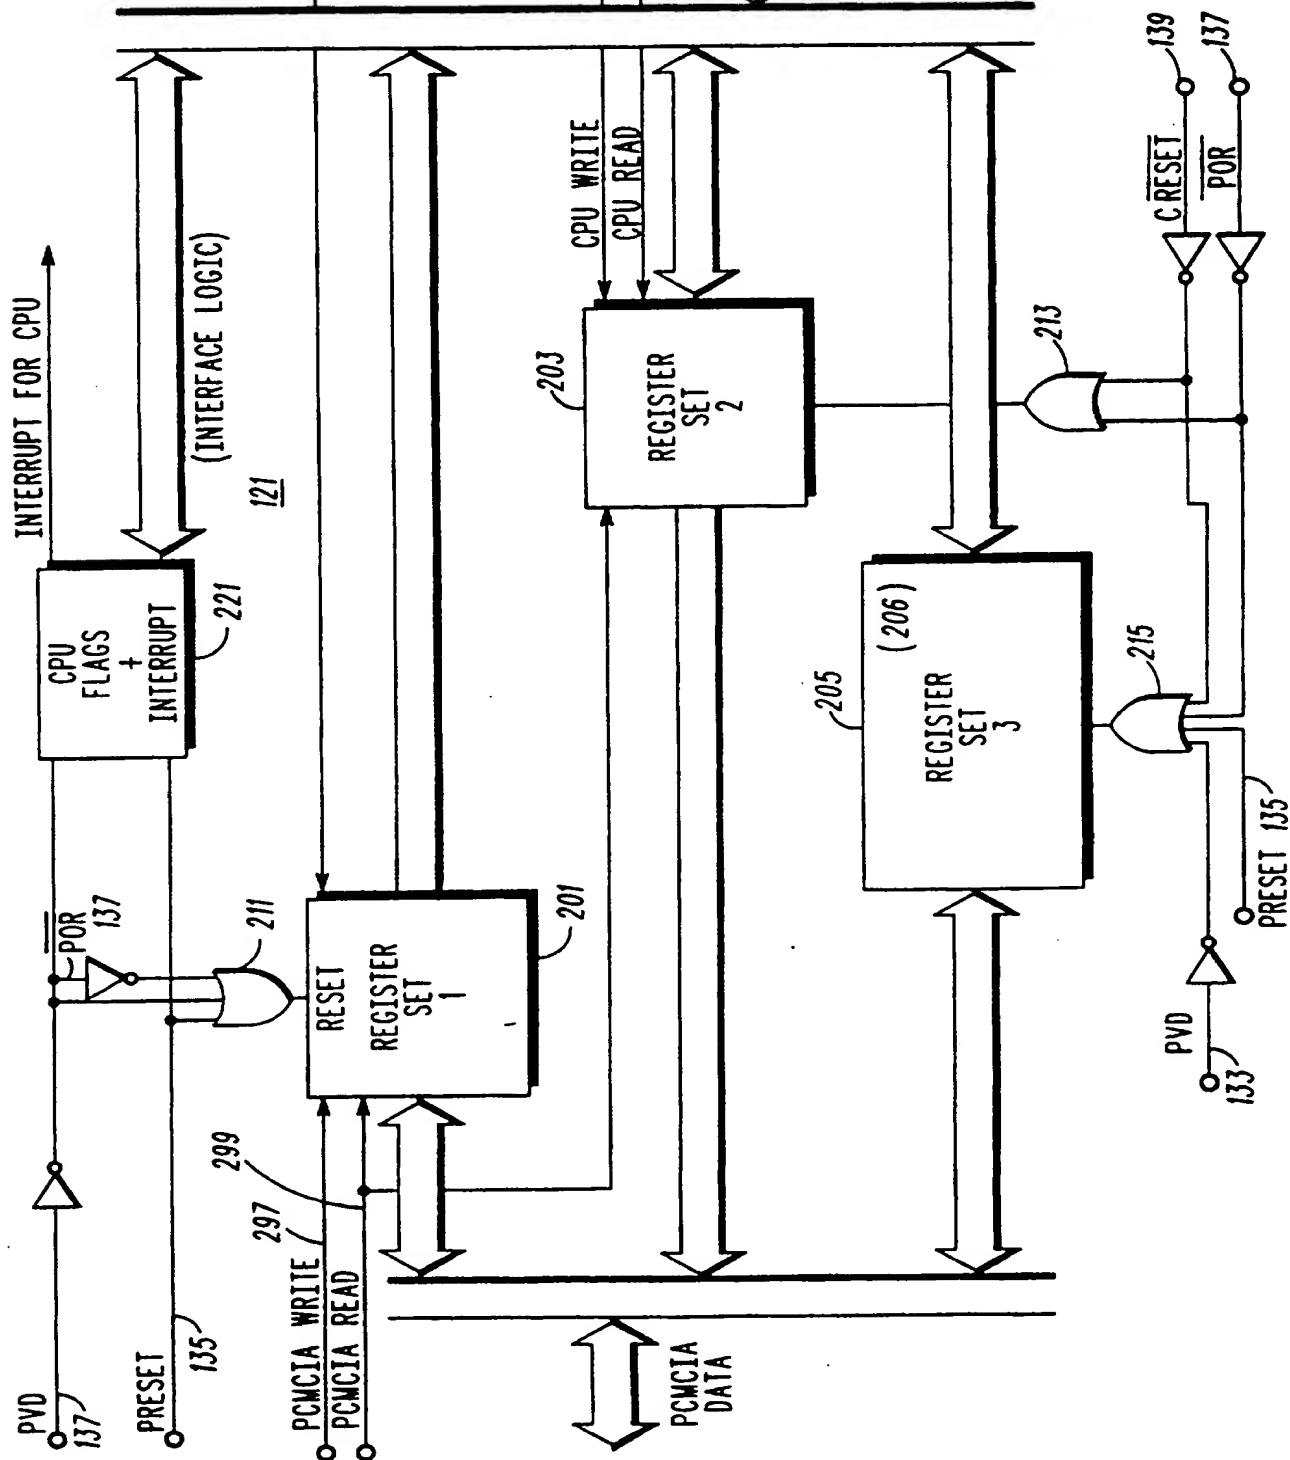 INTERRUPT FOR CPU
CPU
FLAGS
+
INTERRUPT
221
(INTERFACE LOGIC)
121
PVD
137
PRESET
135
POR
137
211
PCMCIA WRITE
297
PCMCIA READ
299
RESET
REGISTER
SET
1
201
CPU WRITE
CPU READ
203
REGISTER
SET
2
213
205
(206)
REGISTER
SET
3
215
PCMCIA
DATA
PVD
133
PRESET 135
CRESET
139
POR
137